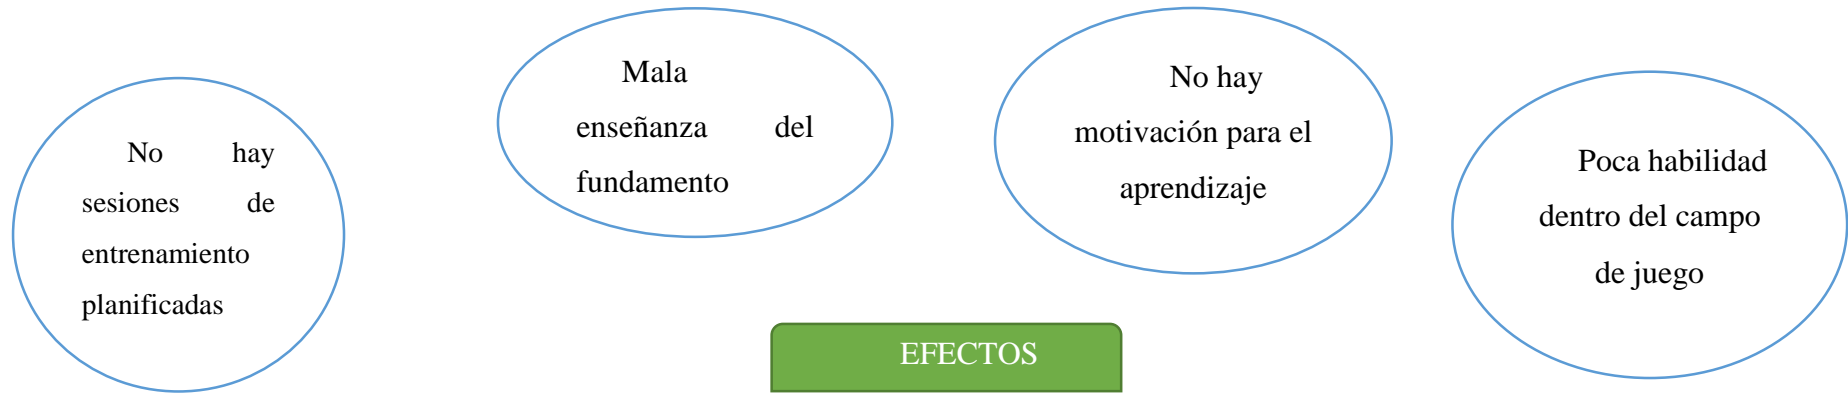 No hay
sesiones de
entrenamiento
planificadas
Mala
enseñanza del
fundamento
No hay
motivación para el
aprendizaje
Poca habilidad
dentro del campo
de juego
EFECTOS